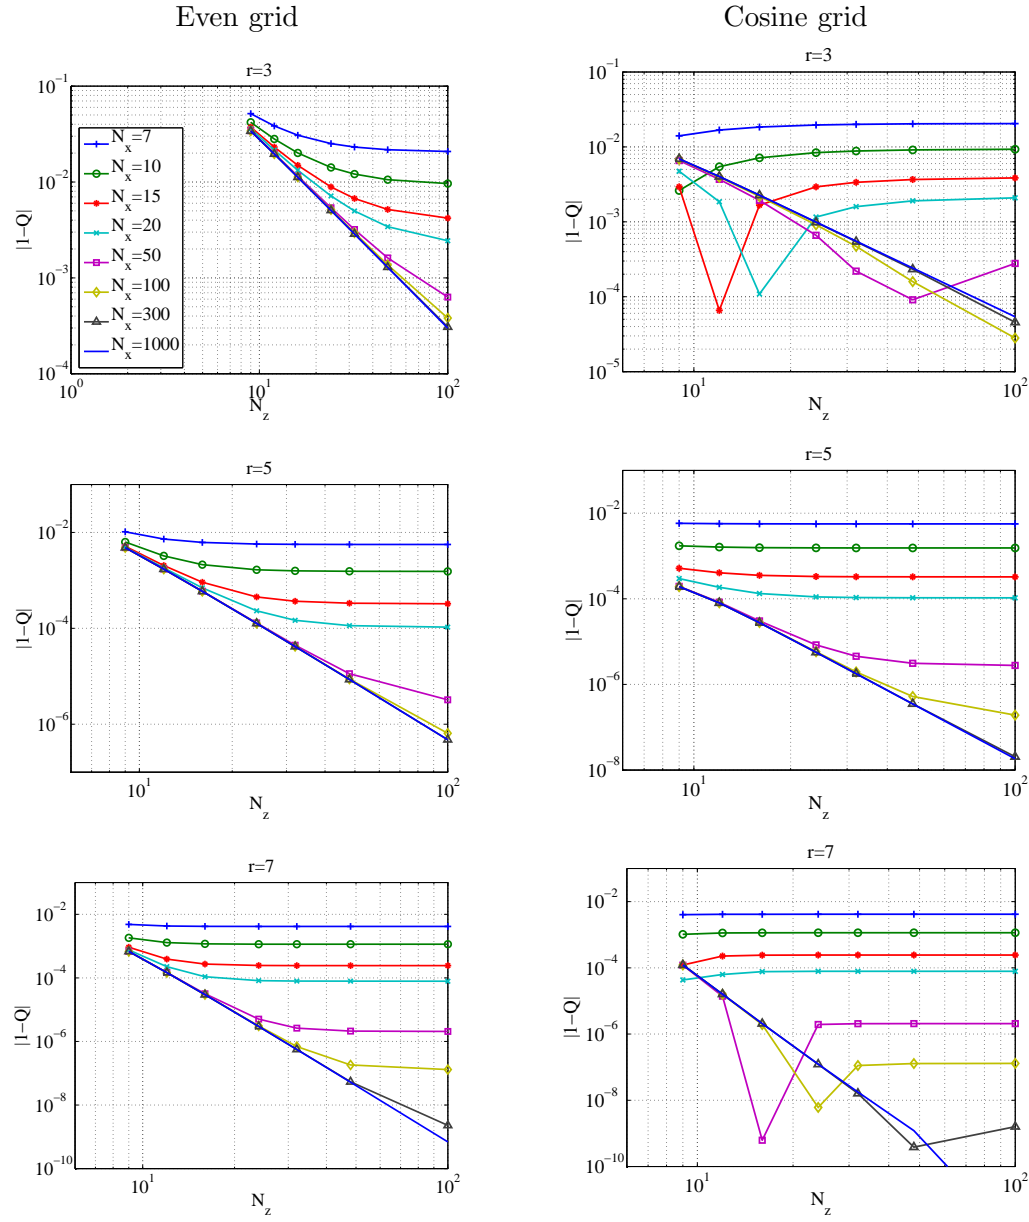 Even grid
Cosine grid
r=3
10^-1
10^-2
10^-3
10^-4
|1−Q|
10^0
10^1
10^2
N_z
N_x=7
N_x=10
N_x=15
N_x=20
N_x=50
N_x=100
N_x=300
N_x=1000
r=3
10^-1
10^-2
10^-3
10^-4
10^-5
|1−Q|
10^1
10^2
N_z
r=5
10^-2
10^-4
10^-6
|1−Q|
10^1
10^2
N_z
r=5
10^-2
10^-4
10^-6
10^-8
|1−Q|
10^1
10^2
N_z
r=7
10^-2
10^-4
10^-6
10^-8
10^-10
|1−Q|
10^1
10^2
N_z
r=7
10^-2
10^-4
10^-6
10^-8
10^-10
|1−Q|
10^1
10^2
N_z